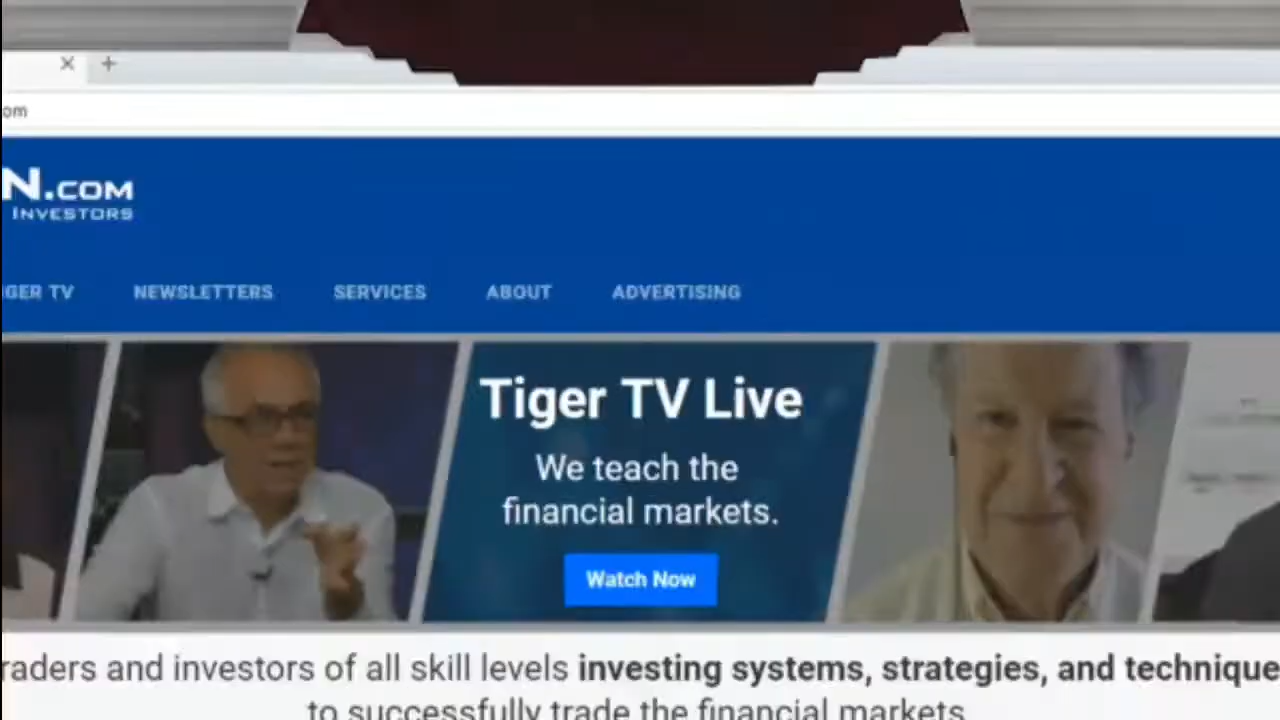 om
N.COM
INVESTORS
IGER TV NEWSLETTERS SERVICES ABOUT ADVERTISING
Tiger TV Live
We teach the
financial markets.
Watch Now
raders and investors of all skill levels investing systems, strategies, and technique
to successfully trade the financial markets